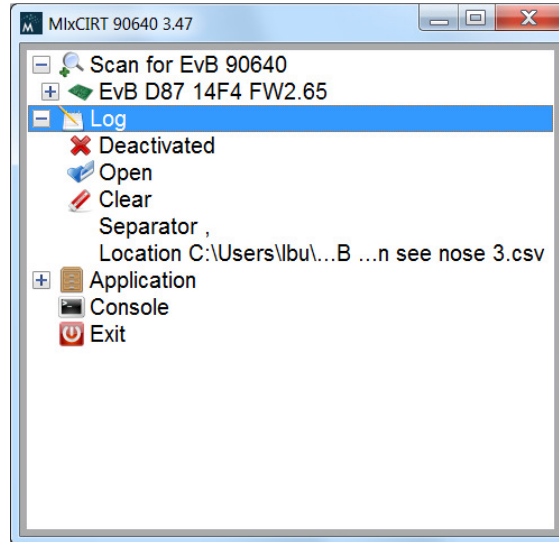 MlxCIRT 90640 3.47
Scan for EvB 90640
EvB D87 14F4 FW2.65
Log
Deactivated
Open
Clear
Separator ,
Location C:\Users\lbu\...B ...n see nose 3.csv
Application
Console
Exit